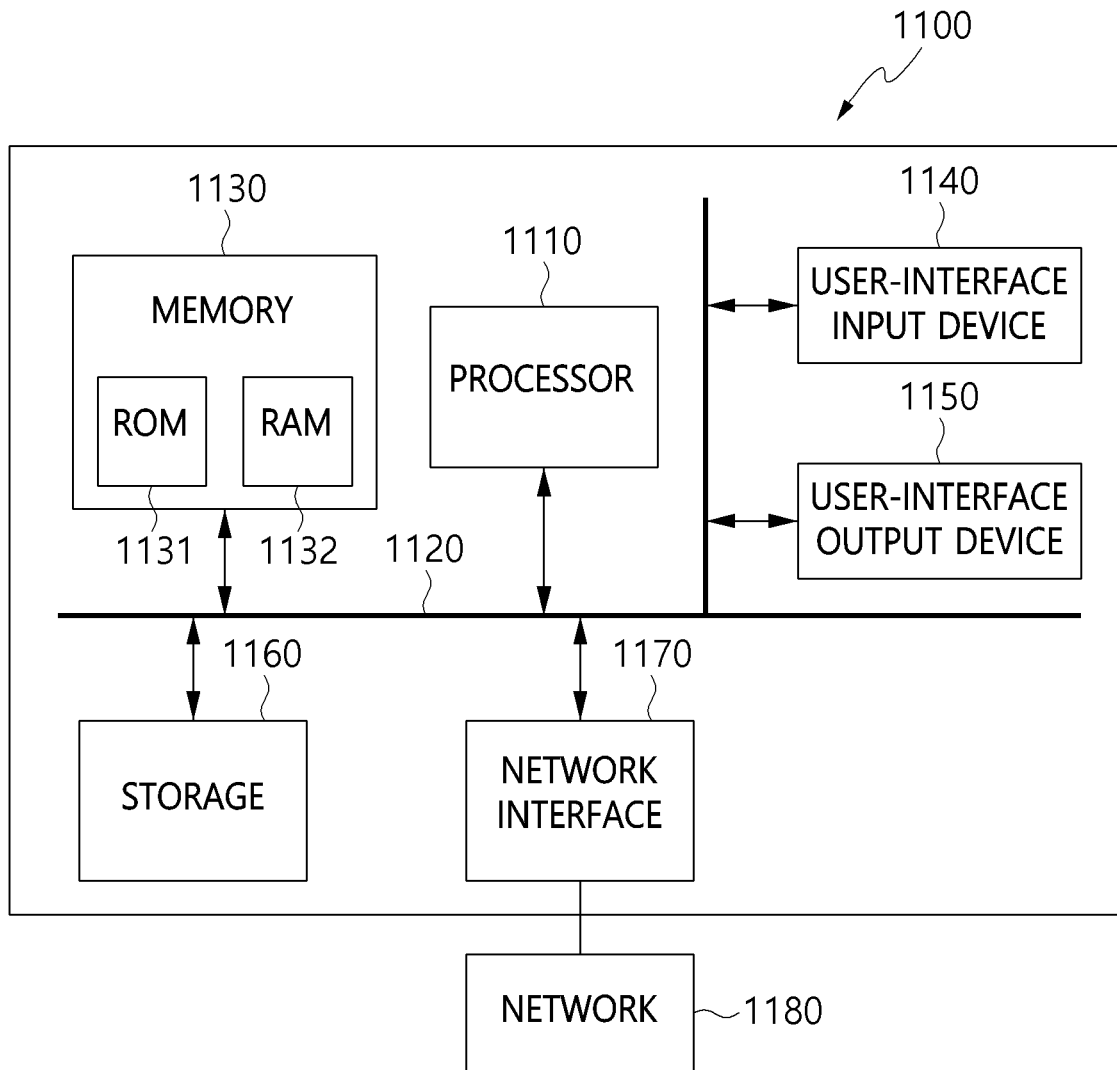 1100
1130
1110
1140
MEMORY
ROM
RAM
1131
1132
PROCESSOR
USER-INTERFACE
INPUT DEVICE
1150
USER-INTERFACE
OUTPUT DEVICE
1120
1160
STORAGE
1170
NETWORK
INTERFACE
NETWORK
1180